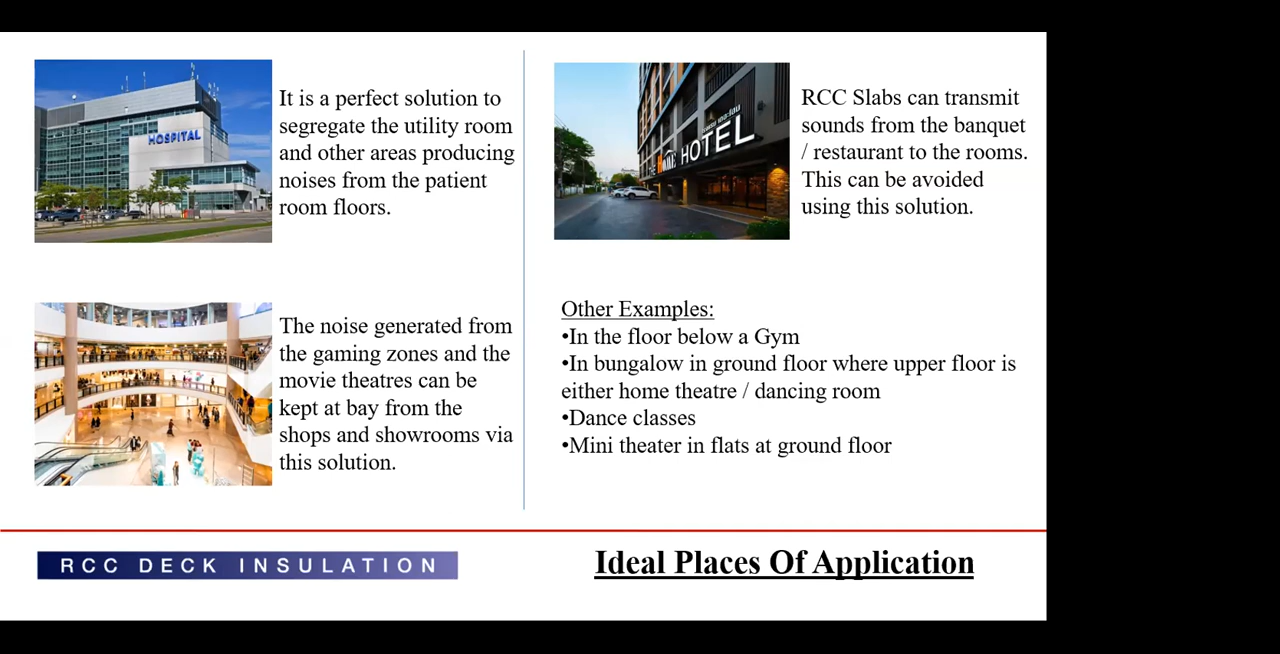 HOSPITAL
It is a perfect solution to
segregate the utility room
and other areas producing
noises from the patient
room floors.
The noise generated from
the gaming zones and the
movie theatres can be
kept at bay from the
shops and showrooms via
this solution.
HOTEL
RCC Slabs can transmit
sounds from the banquet
/ restaurant to the rooms.
This can be avoided
using this solution.
Other Examples:
•In the floor below a Gym
•In bungalow in ground floor where upper floor is
either home theatre / dancing room
•Dance classes
•Mini theater in flats at ground floor
RCC DECK INSULATION
Ideal Places Of Application